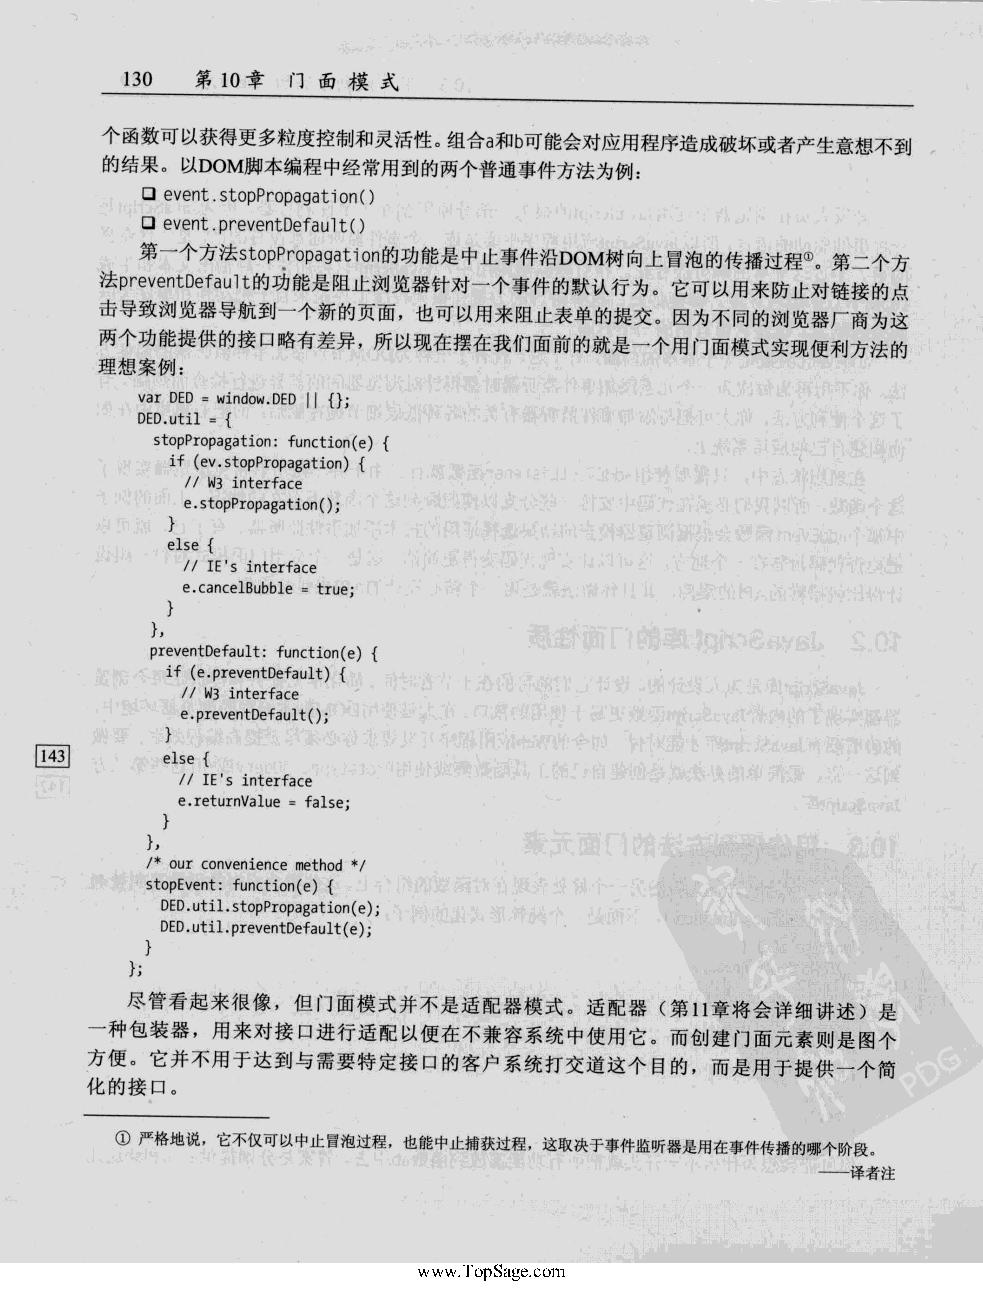 130 第10章 门面模式
个函数可以获得更多粒度控制和灵活性。组合a和b可能会对应用程序造成破坏或者产生意想不到
的结果。以DOM脚本编程中经常用到的两个普通事件方法为例：
❑ event.stopPropagation()
❑ event.preventDefault()
第一个方法stopPropagation的功能是中止事件沿DOM树向上冒泡的传播过程①。第二个方
法preventDefault的功能是阻止浏览器针对一个事件的默认行为。它可以用来防止对链接的点
击导致浏览器导航到一个新的页面，也可以用来阻止表单的提交。因为不同的浏览器厂商为这
两个功能提供的接口略有差异，所以现在摆在我们面前的就是一个用门面模式实现便利方法的
理想案例：
var DED = window.DED || {};
DED.util = {
stopPropagation: function(e) {
if (ev.stopPropagation) {
// W3 interface
e.stopPropagation();
}
else {
// IE's interface
e.cancelBubble = true;
}
},
preventDefault: function(e) {
if (e.preventDefault) {
// W3 interface
e.preventDefault();
}
143
else {
// IE's interface
e.returnValue = false;
}
},
/* our convenience method */
stopEvent: function(e) {
DED.util.stopPropagation(e);
DED.util.preventDefault(e);
}
};
尽管看起来很像，但门面模式并不是适配器模式。适配器（第11章将会详细讲述）是
一种包装器，用来对接口进行适配以便在不兼容系统中使用它。而创建门面元素则是图个
方便。它并不用于达到与需要特定接口的客户系统打交道这个目的，而是用于提供一个简
化的接口。
PDG
① 严格地说，它不仅可以中止冒泡过程，也能中止捕获过程，这取决于事件监听器是用在事件传播的哪个阶段。
——译者注
www.TopSage.com